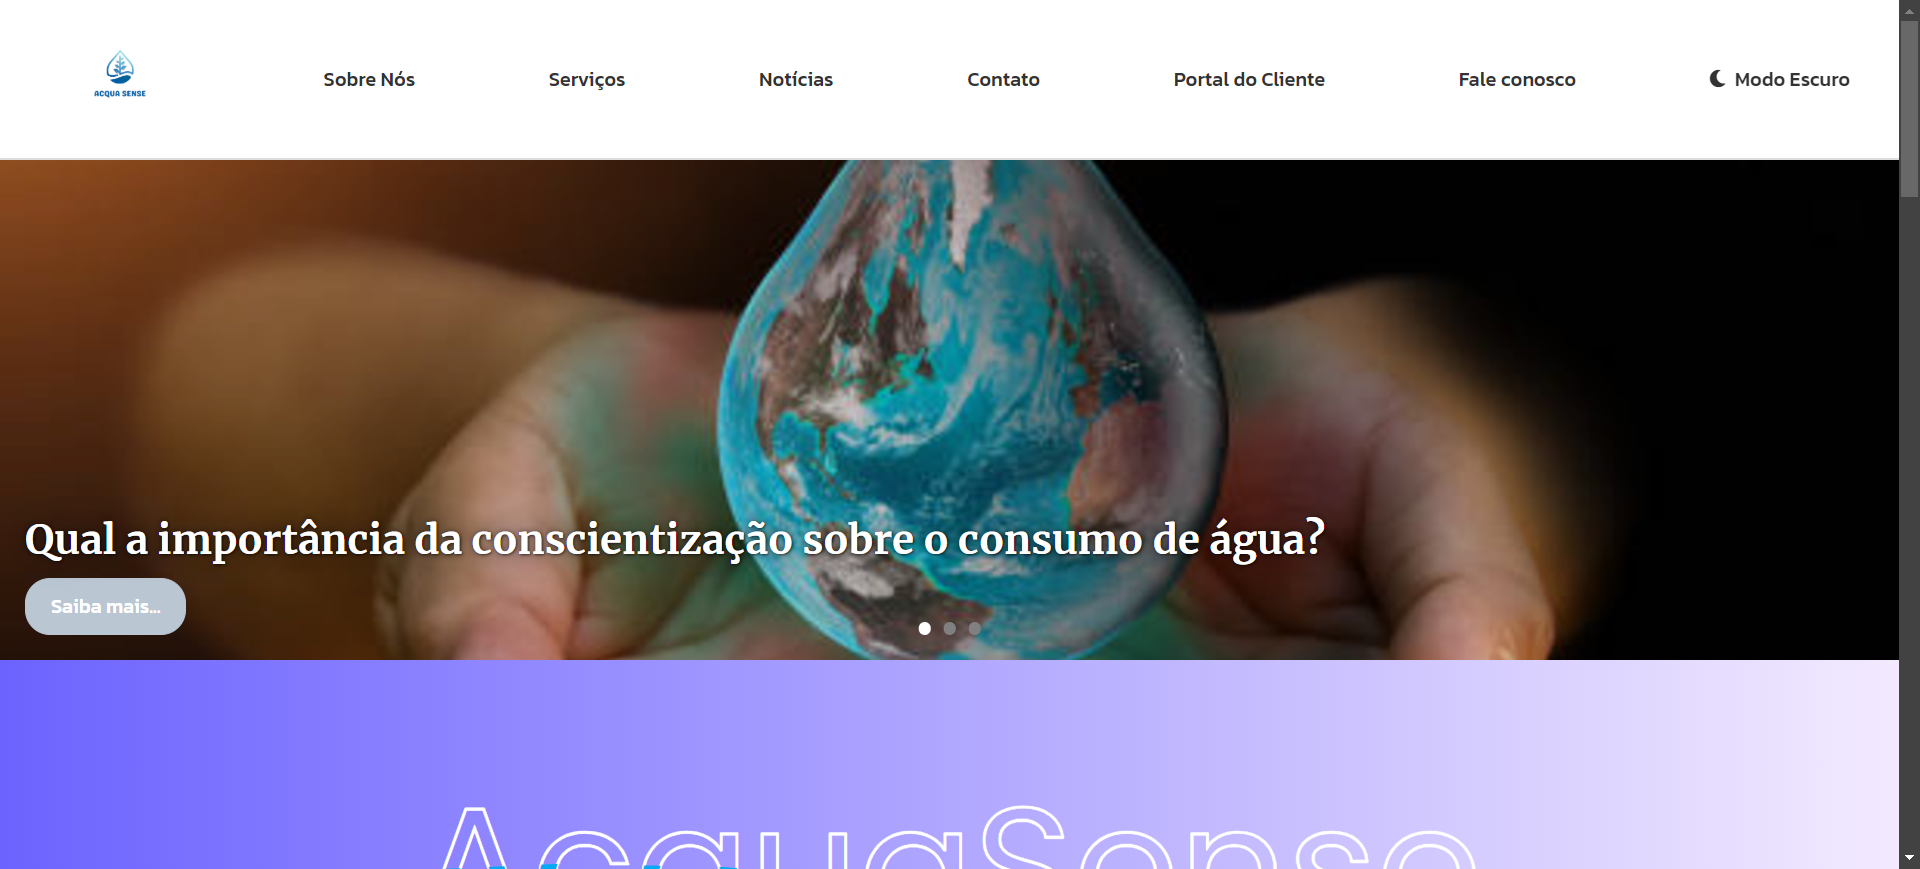 ACQUA SENSE
Sobre Nós
Serviços
Notícias
Contato
Portal do Cliente
Fale conosco
Modo Escuro
Qual a importância da conscientização sobre o consumo de água?
Saiba mais...
AcquaSense